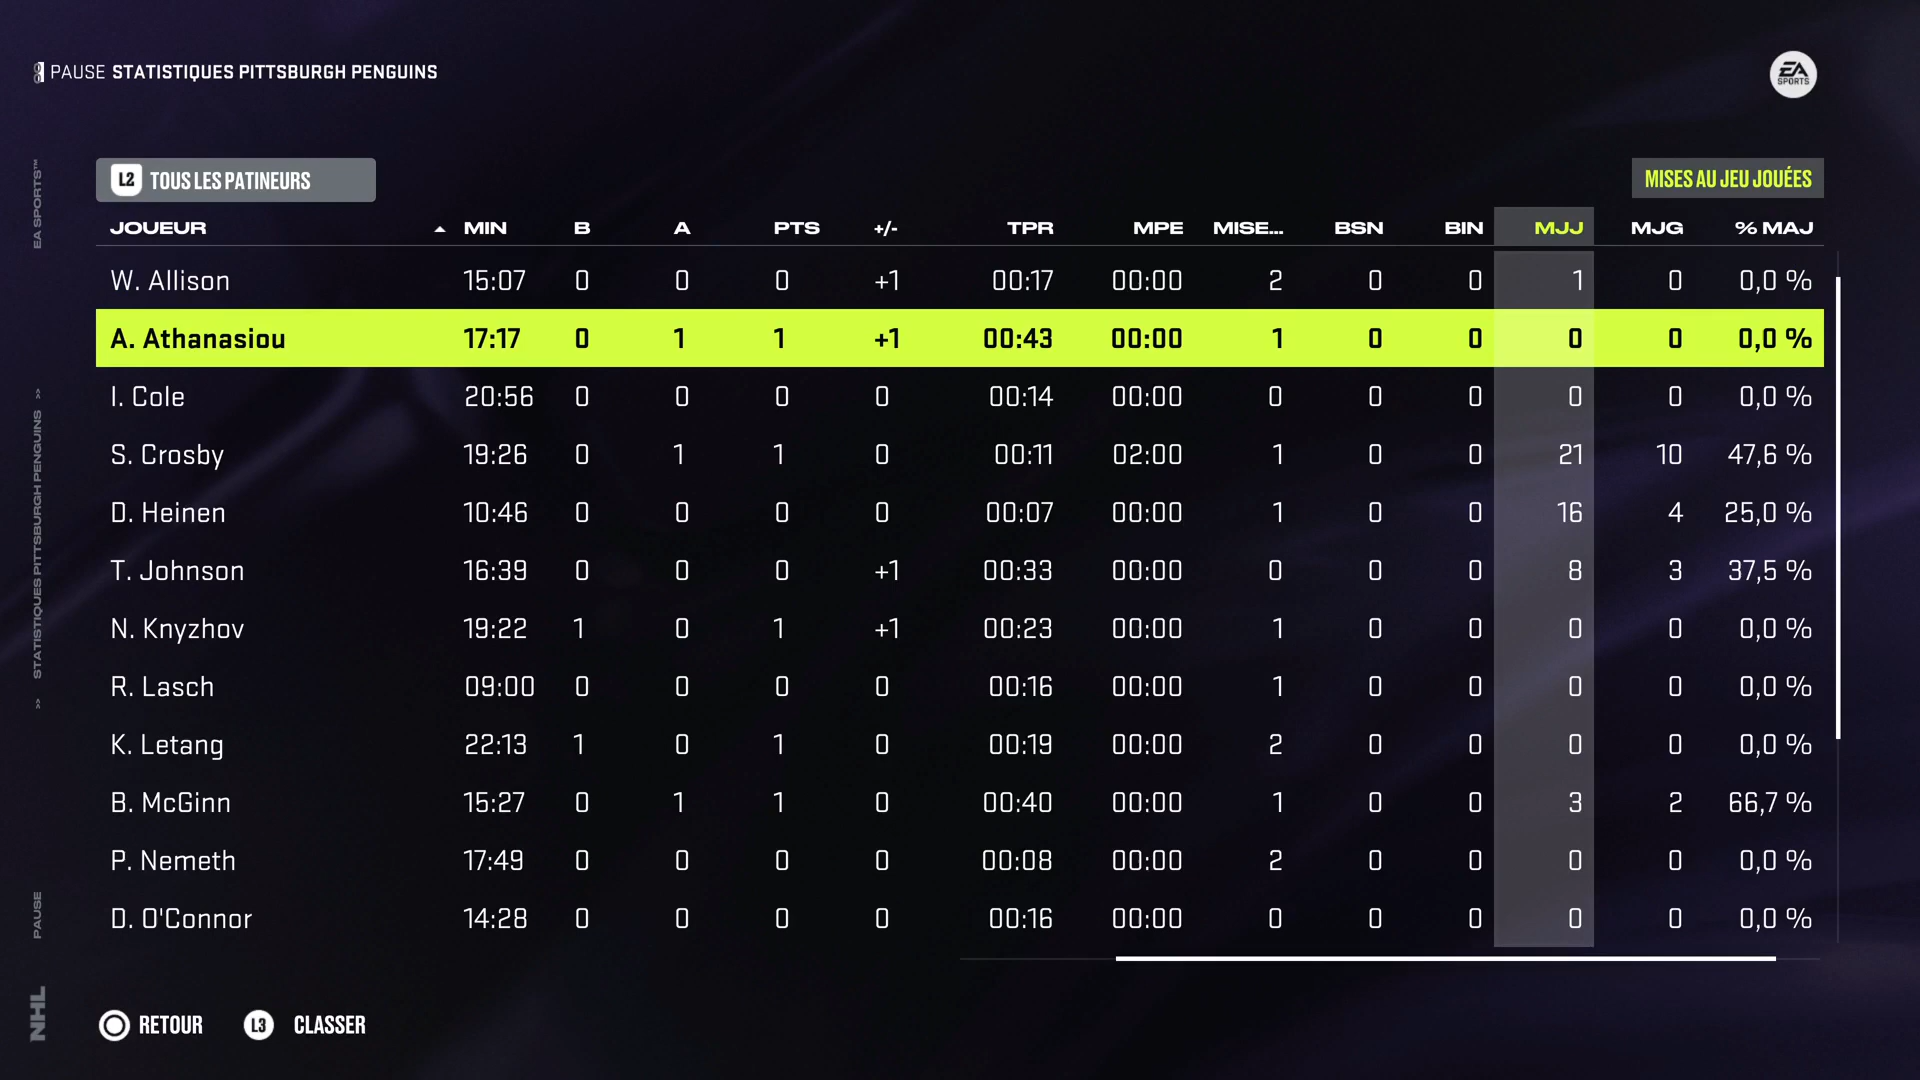 PAUSE STATISTIQUES PITTSBURGH PENGUINS
EA SPORTS
L2 TOUS LES PATINEURS
MISES AU JEU JOUÉES
JOUEUR MIN B A PTS +/- TPR MPE MISE... BSN BIN MJJ MJG % MAJ
W. Allison 15:07 0 0 0 +1 00:17 00:00 2 0 0 1 0 0,0 %
A. Athanasiou 17:17 0 1 1 +1 00:43 00:00 1 0 0 0 0 0,0 %
I. Cole 20:56 0 0 0 0 00:14 00:00 0 0 0 0 0 0,0 %
S. Crosby 19:26 0 1 1 0 00:11 02:00 1 0 0 21 10 47,6 %
D. Heinen 10:46 0 0 0 0 00:07 00:00 1 0 0 16 4 25,0 %
T. Johnson 16:39 0 0 0 +1 00:33 00:00 0 0 0 8 3 37,5 %
N. Knyzhov 19:22 1 0 1 +1 00:23 00:00 1 0 0 0 0 0,0 %
R. Lasch 09:00 0 0 0 0 00:16 00:00 1 0 0 0 0 0,0 %
K. Letang 22:13 1 0 1 0 00:19 00:00 2 0 0 0 0 0,0 %
B. McGinn 15:27 0 1 1 0 00:40 00:00 1 0 0 3 2 66,7 %
P. Nemeth 17:49 0 0 0 0 00:08 00:00 2 0 0 0 0 0,0 %
D. O'Connor 14:28 0 0 0 0 00:16 00:00 0 0 0 0 0 0,0 %
RETOUR L3 CLASSER
NHL PAUSE >> STATISTIQUES PITTSBURGH PENGUINS >> EA SPORTS™